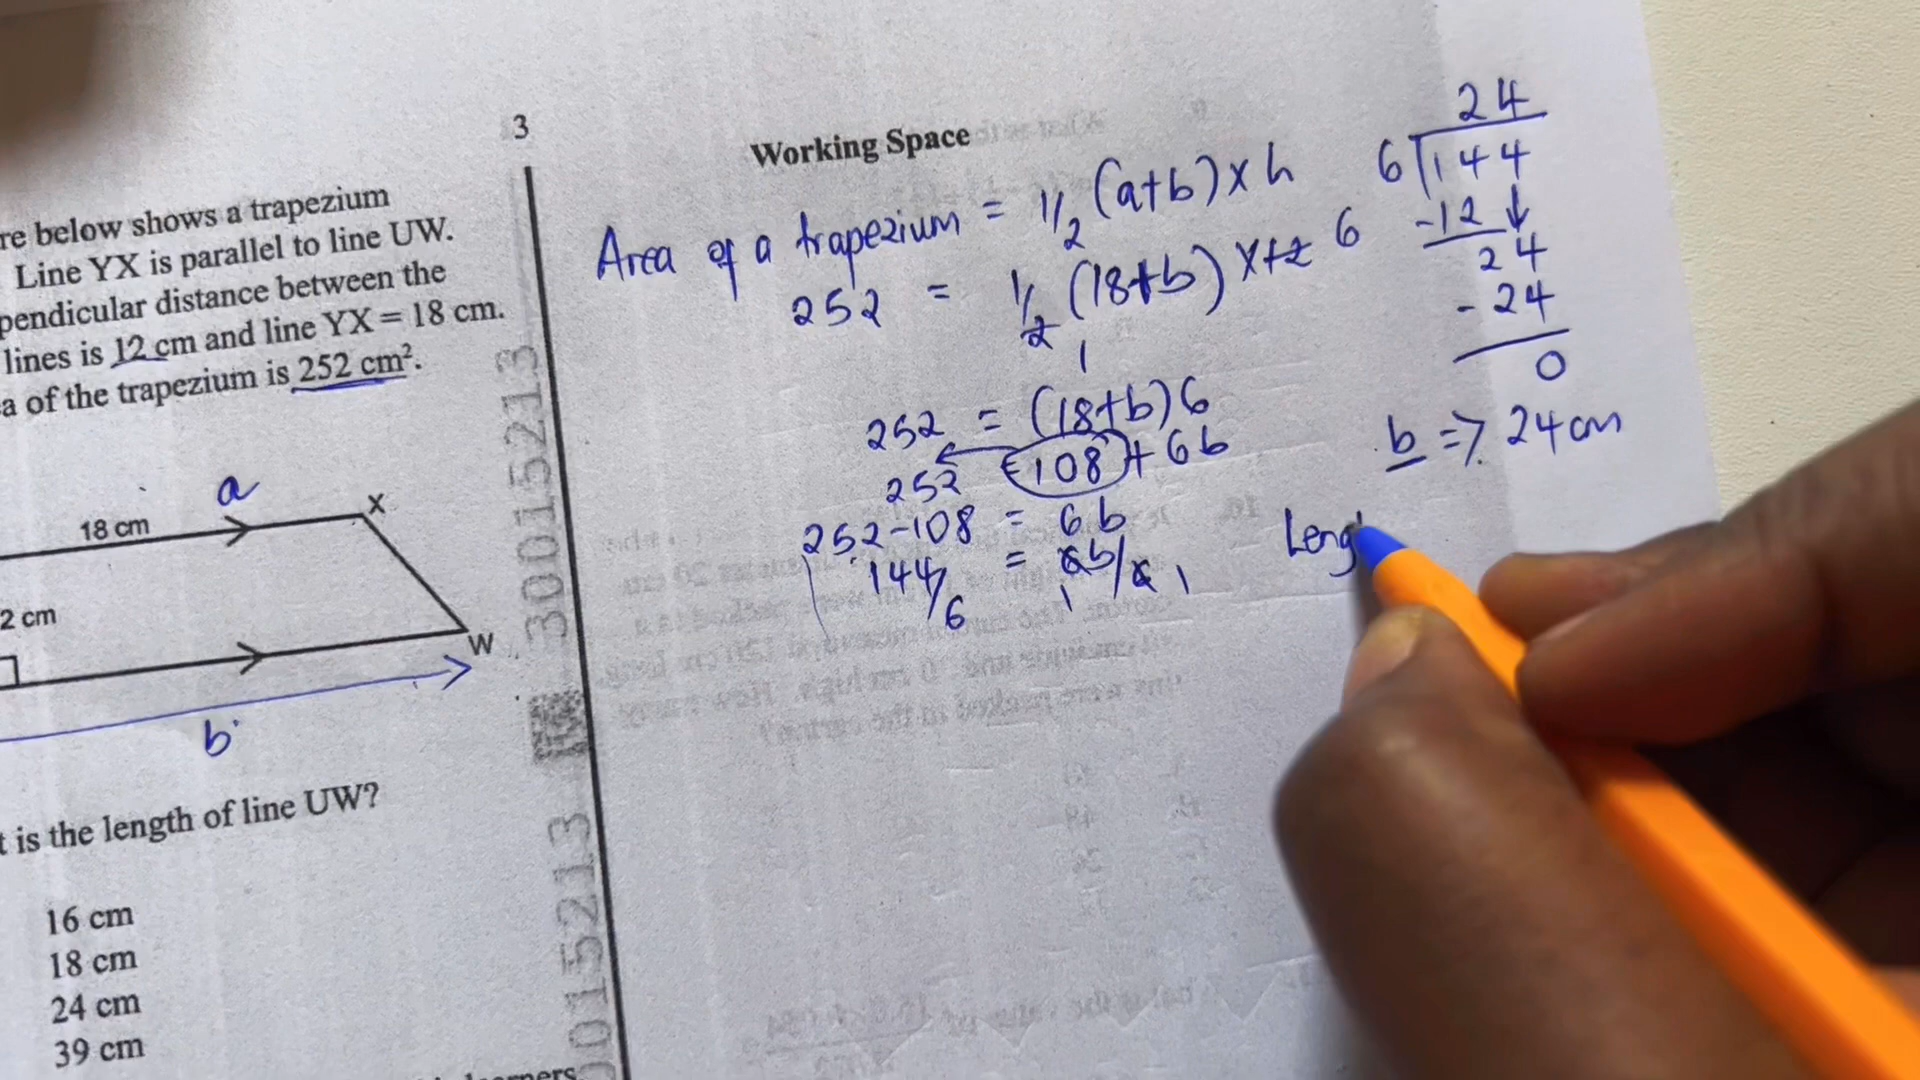 3
re below shows a trapezium
Line YX is parallel to line UW.
pendicular distance between the
lines is 12 cm and line YX = 18 cm.
a of the trapezium is 252 cm².
a
18 cm
X
2 cm
W
b
t is the length of line UW?
16 cm
18 cm
24 cm
39 cm
300152213
Working Space
Area of a trapezium = 1/2 (a+b) x h
252 = 1/2 (18+b) x 12 6
1
252 = (18+b)6
252 = 108 + 6b
252-108 = 6b
144/6 = 6b/6
1 1
24
6 144
-12
24
-24
0
b => 24cm
Leng